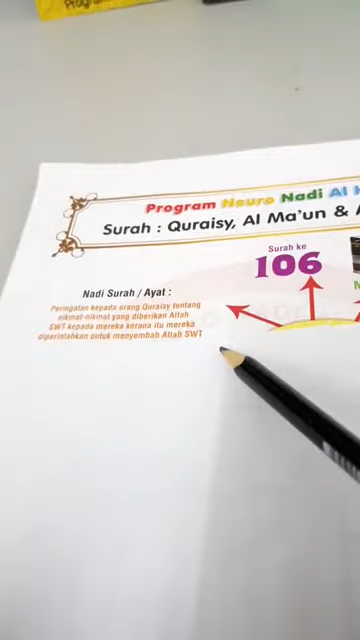 Program Neuro Nadi Al
Surah : Quraisy, Al Ma'un &
Surah ke
106
Nadi Surah / Ayat :
Peringatan kepada orang Quraisy tentang
nikmat-nikmat yang diberikan Allah
SWT kepada mereka kerana itu mereka
diperintahkan untuk menyembah Allah SWT